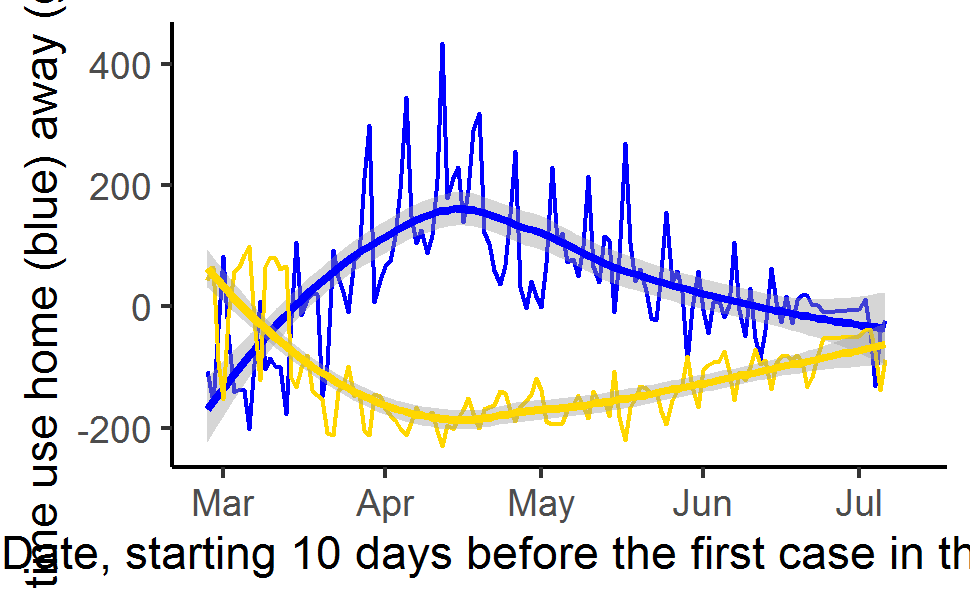 time use home (blue) away (
400
200
0
-200
Mar Apr May Jun Jul
Date, starting 10 days before the first case in th